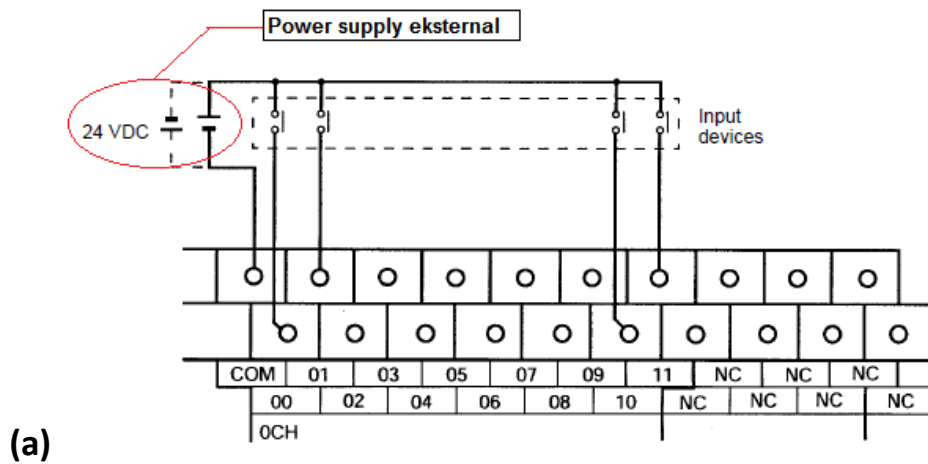 Power supply eksternal
24 VDC
Input
devices
COM 01 03 05 07 09 11 NC NC NC
00 02 04 06 08 10 NC NC NC NC
0CH
(a)